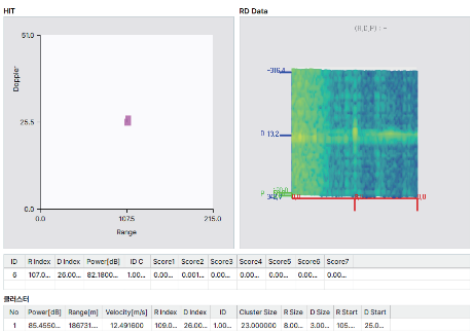 HIT
RD Data
51.0
(R,D,P) : -
Doppler
25.5
D 13.2
0.0
0.0
107.5
215.0
Range
ID R Index D Index Power[dB] ID C Score1 Score2 Score3 Score4 Score5 Score6 Score7
6 107.0... 26.00... 82.1800... 1.00... 0.00... 0.001... 0.00... 0.00... 0.00... 0.00... 0.00...
클러스터
No Power[dB] Range[m] Velocity[m/s] R Index D Index ID Cluster Size R Size D Size R Start D Start
1 85.4550... 186731... 12.491600 109.0... 26.00... 1.00... 23.000000 8.00... 3.00... 105.... 25.0...